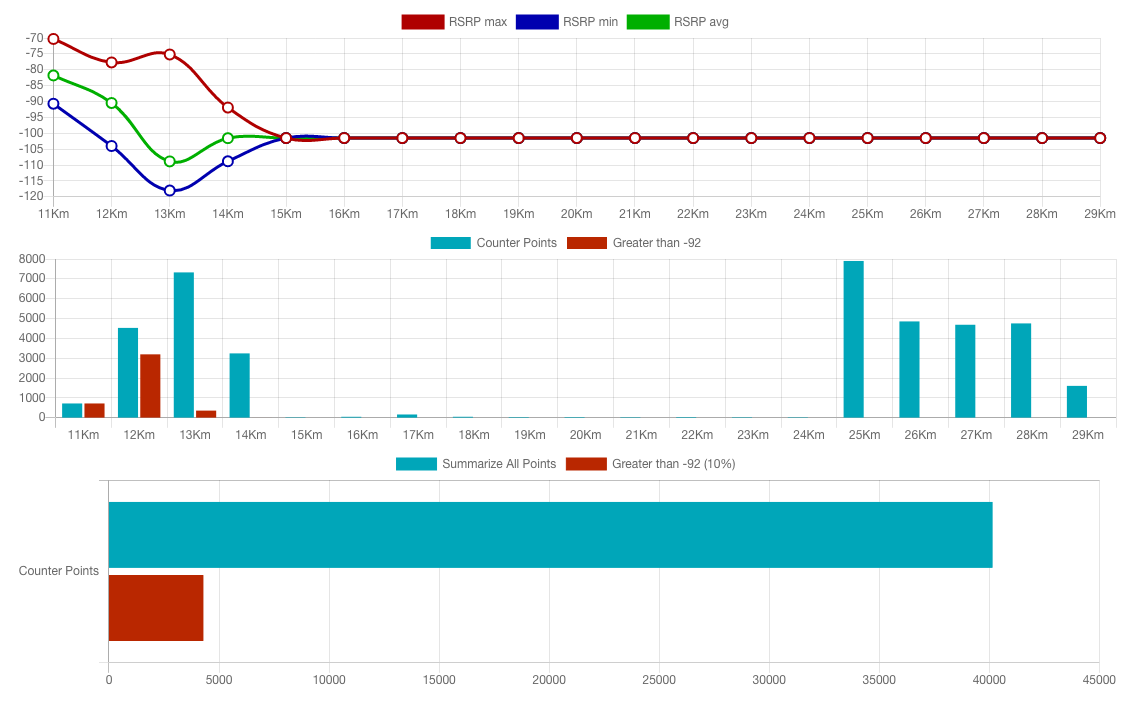 RSRP max RSRP min RSRP avg
-70
-75
-80
-85
-90
-95
-100
-105
-110
-115
-120
11Km 12Km 13Km 14Km 15Km 16Km 17Km 18Km 19Km 20Km 21Km 22Km 23Km 24Km 25Km 26Km 27Km 28Km 29Km
Counter Points Greater than -92
8000
7000
6000
5000
4000
3000
2000
1000
0
11Km 12Km 13Km 14Km 15Km 16Km 17Km 18Km 19Km 20Km 21Km 22Km 23Km 24Km 25Km 26Km 27Km 28Km 29Km
Summarize All Points Greater than -92 (10%)
Counter Points
0 5000 10000 15000 20000 25000 30000 35000 40000 45000